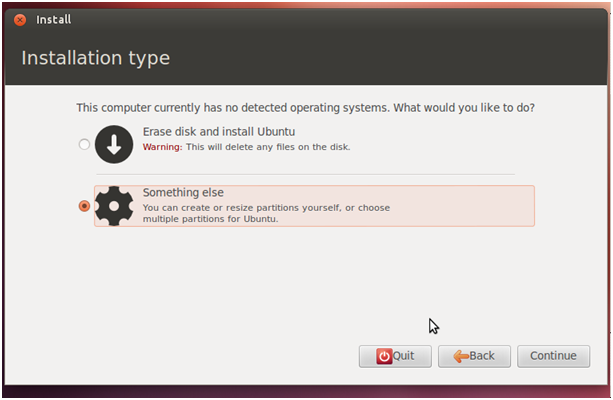 Install
Installation type
This computer currently has no detected operating systems. What would you like to do?
Erase disk and install Ubuntu
Warning: This will delete any files on the disk.
Something else
You can create or resize partitions yourself, or choose
multiple partitions for Ubuntu.
Quit
Back
Continue